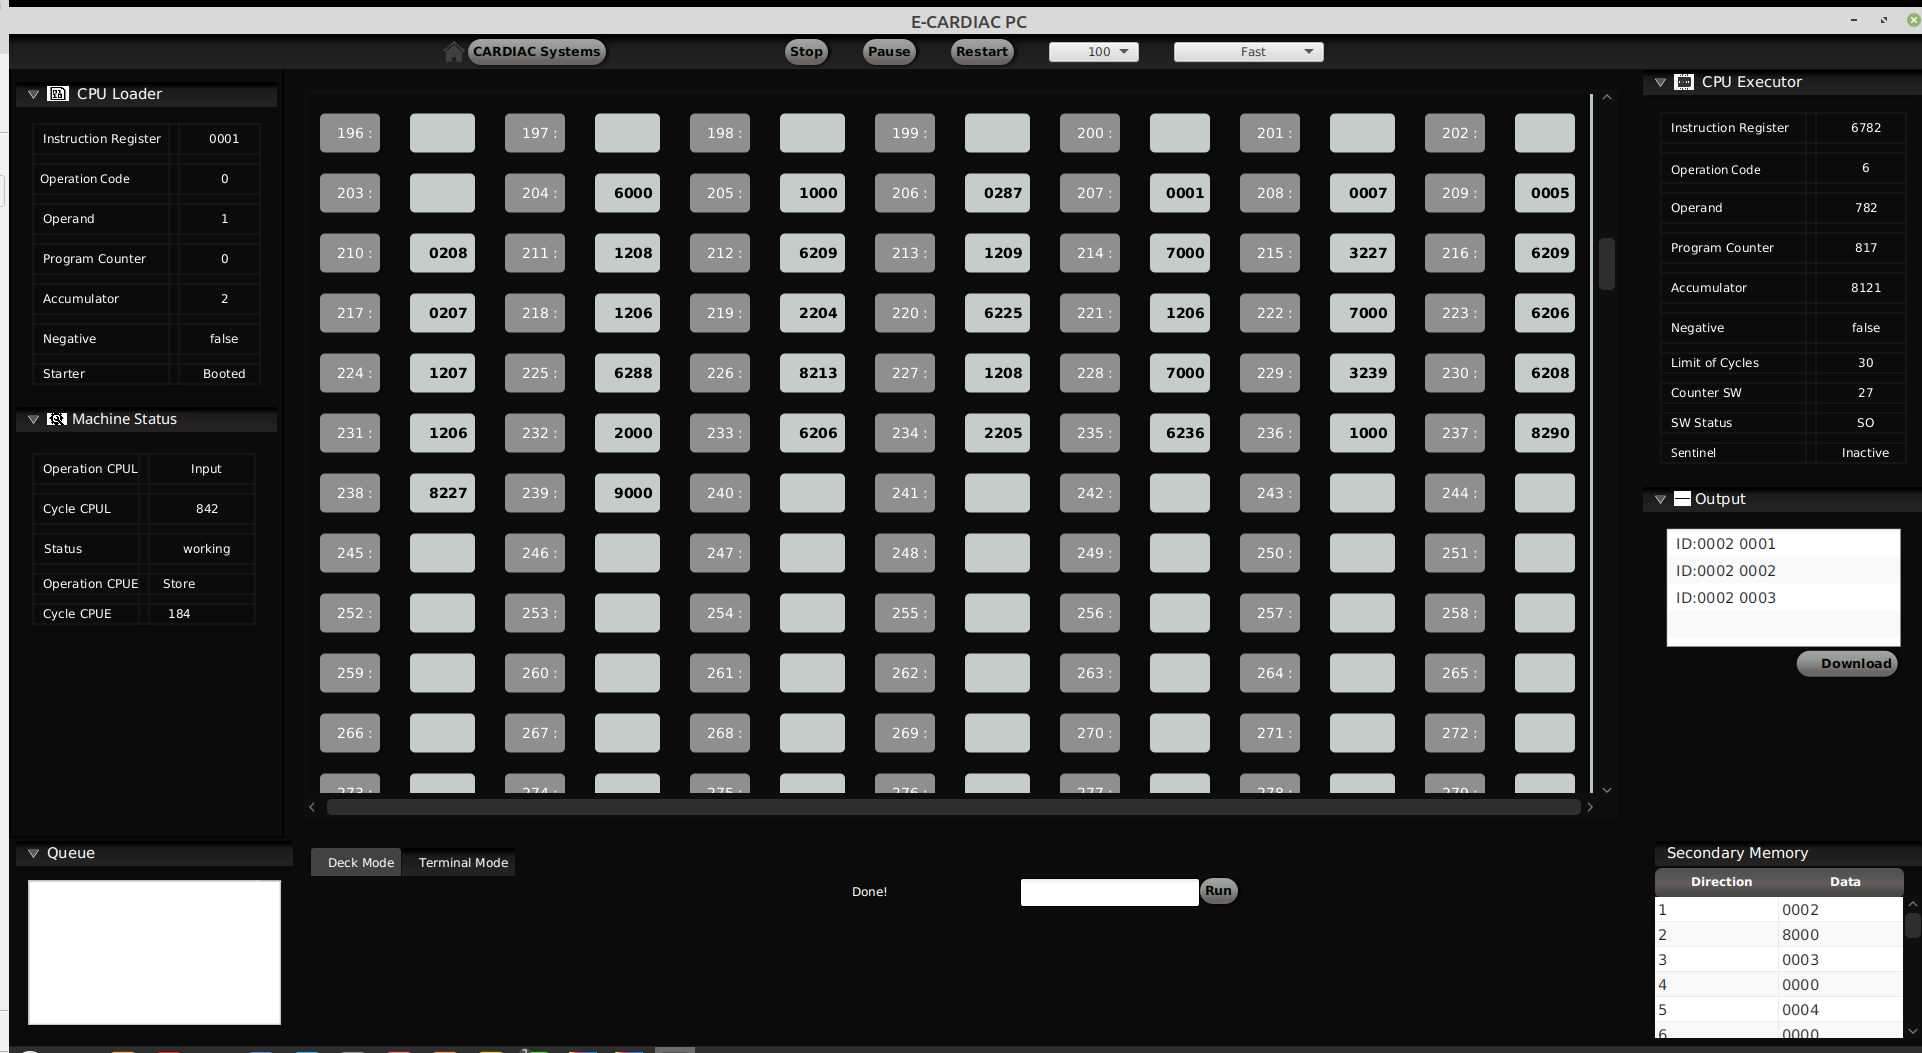 E-CARDIAC PC
CARDIAC Systems Stop Pause Restart 100 Fast
CPU Loader
Instruction Register 0001
Operation Code 0
Operand 1
Program Counter 0
Accumulator 2
Negative false
Starter Booted
Machine Status
Operation CPUL Input
Cycle CPUL 842
Status working
Operation CPUE Store
Cycle CPUE 184
196 : 197 : 198 : 199 : 200 : 201 : 202 :
203 : 204 : 6000 205 : 1000 206 : 0287 207 : 0001 208 : 0007 209 : 0005
210 : 0208 211 : 1208 212 : 6209 213 : 1209 214 : 7000 215 : 3227 216 : 6209
217 : 0207 218 : 1206 219 : 2204 220 : 6225 221 : 1206 222 : 7000 223 : 6206
224 : 1207 225 : 6288 226 : 8213 227 : 1208 228 : 7000 229 : 3239 230 : 6208
231 : 1206 232 : 2000 233 : 6206 234 : 2205 235 : 6236 236 : 1000 237 : 8290
238 : 8227 239 : 9000 240 : 241 : 242 : 243 : 244 :
245 : 246 : 247 : 248 : 249 : 250 : 251 :
252 : 253 : 254 : 255 : 256 : 257 : 258 :
259 : 260 : 261 : 262 : 263 : 264 : 265 :
266 : 267 : 268 : 269 : 270 : 271 : 272 :
273 : 274 : 275 : 276 : 277 : 278 : 279 :
CPU Executor
Instruction Register 6782
Operation Code 6
Operand 782
Program Counter 817
Accumulator 8121
Negative false
Limit of Cycles 30
Counter SW 27
SW Status SO
Sentinel Inactive
Output
ID:0002 0001
ID:0002 0002
ID:0002 0003
Download
Queue
Deck Mode Terminal Mode
Done! Run
Secondary Memory
Direction Data
1 0002
2 8000
3 0003
4 0000
5 0004
6 0000